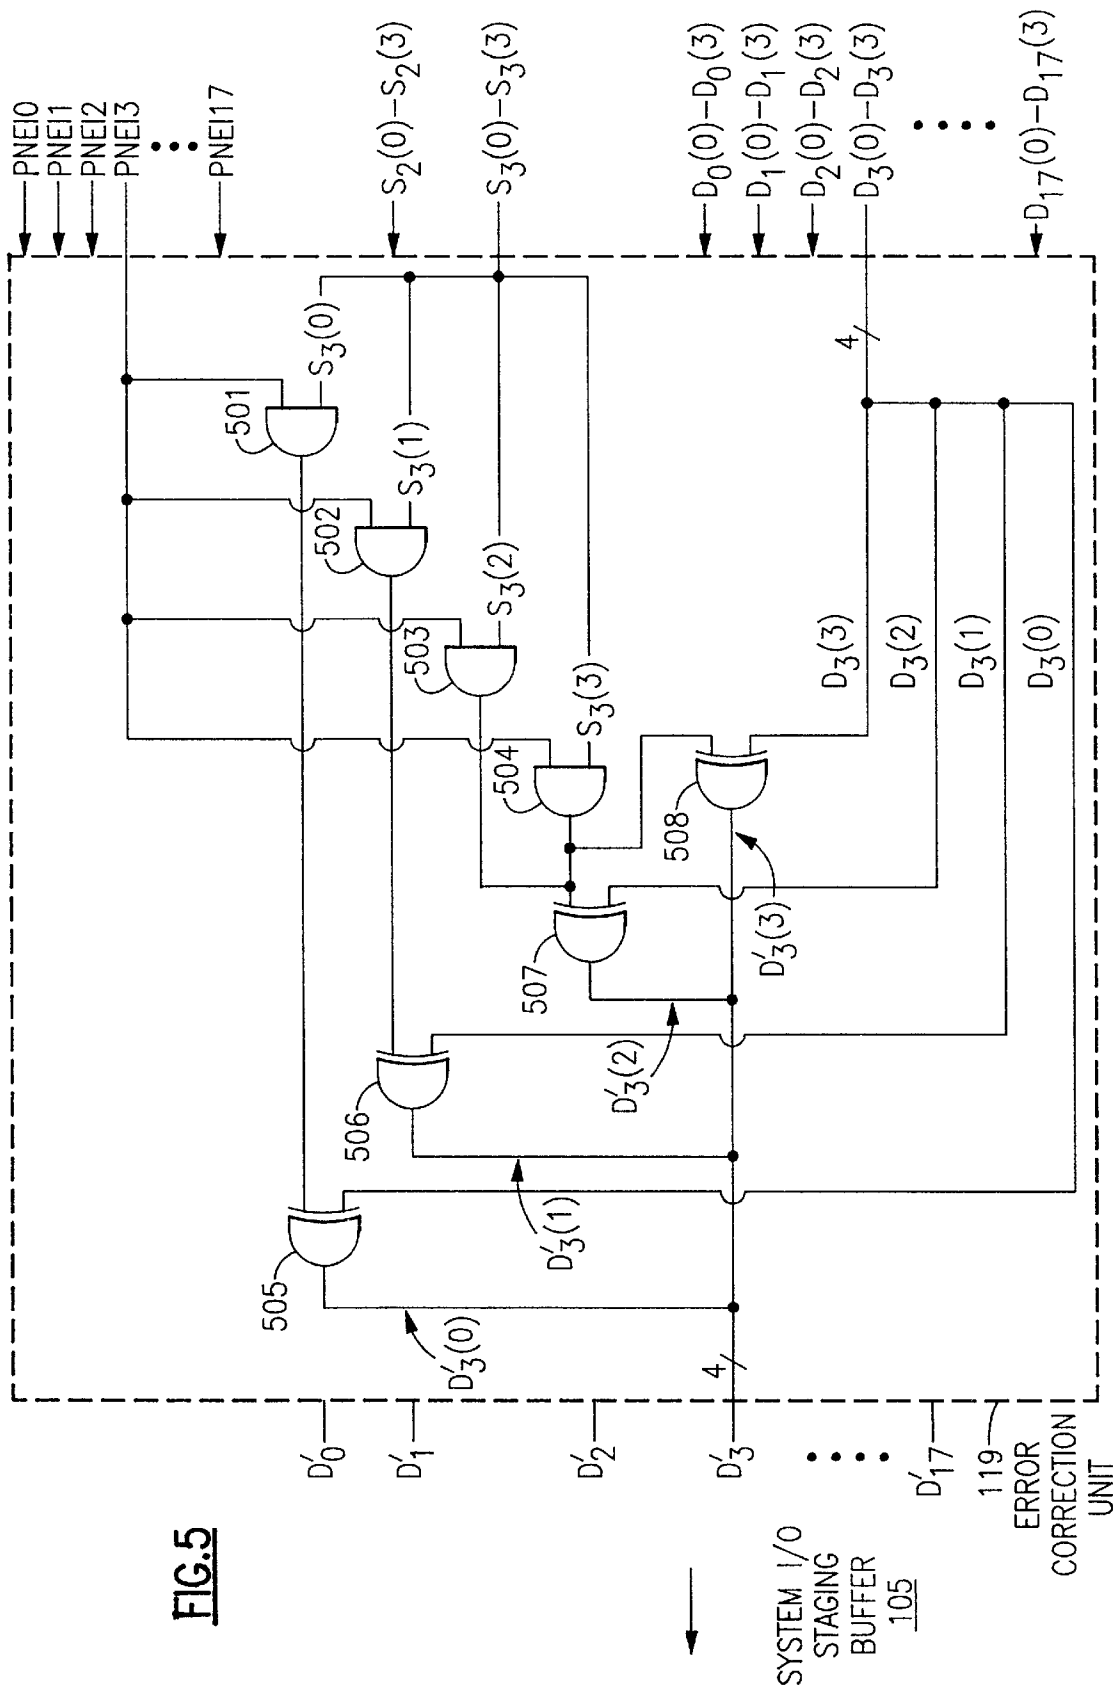 PNEI0
PNEI1
PNEI2
PNEI3
PNEI17
S2(0)-S2(3)
S3(0)-S3(3)
D0(0)-D0(3)
D1(0)-D1(3)
D2(0)-D2(3)
D3(0)-D3(3)
D17(0)-D17(3)
4
S3(0)
S3(1)
S3(2)
S3(3)
501
502
503
504
D3(3)
D3(2)
D3(1)
D3(0)
508
507
506
505
D'3(3)
D'3(2)
D'3(1)
D'3(0)
4
D'0
D'1
D'2
D'3
D'17
119
ERROR
CORRECTION
UNIT
FIG.5
SYSTEM I/O
STAGING
BUFFER
105